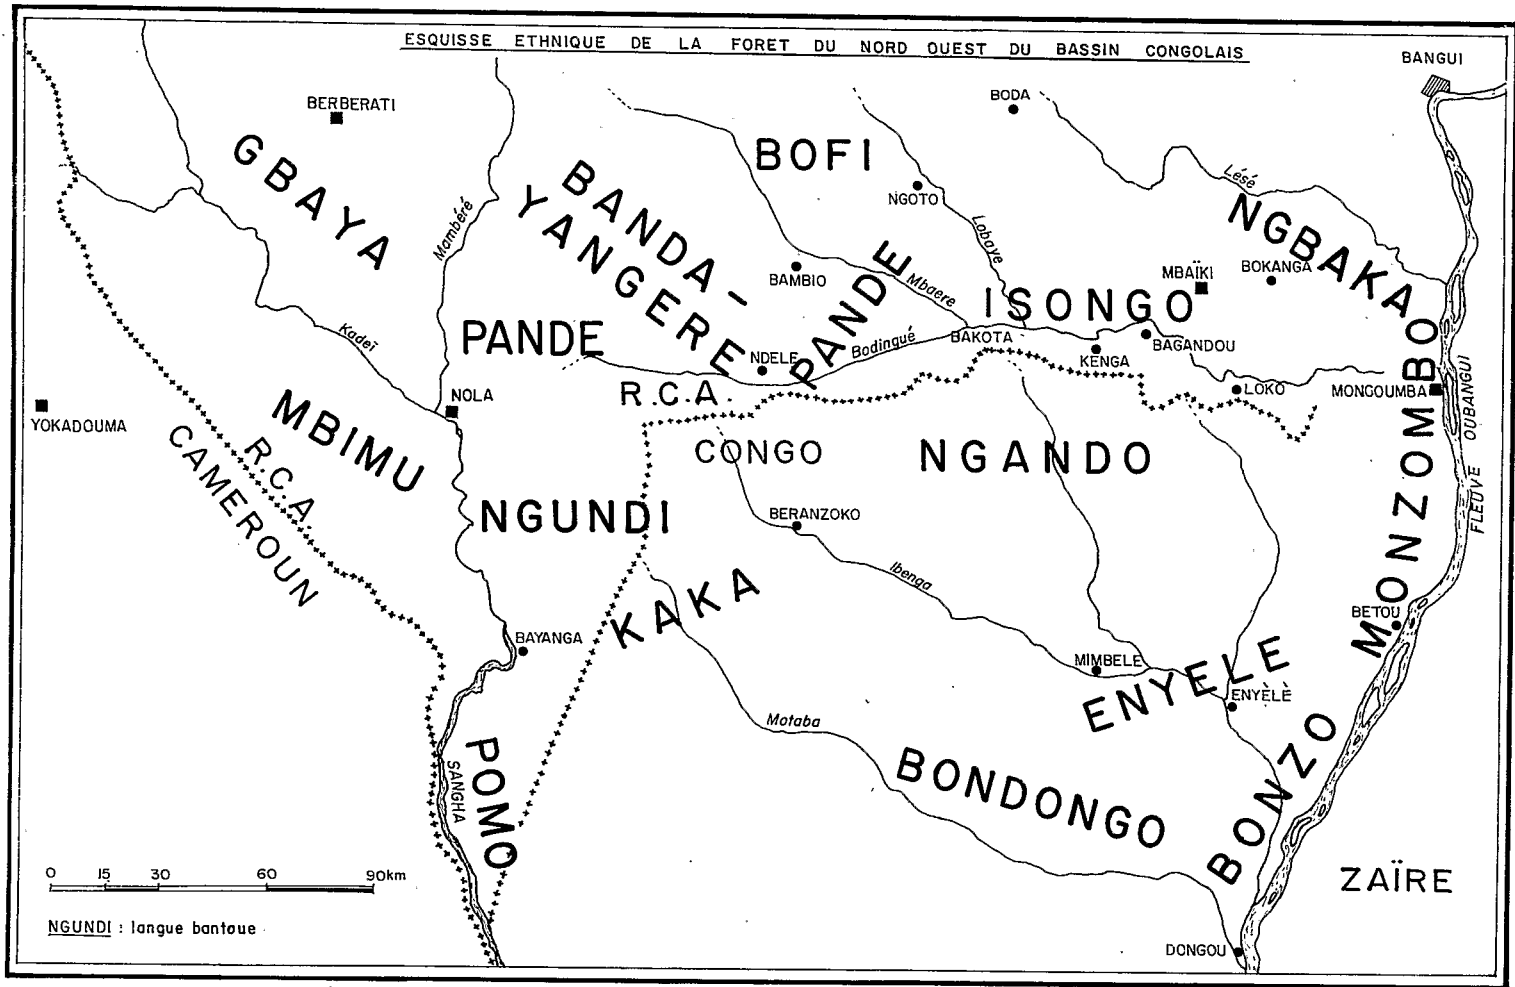 ESQUISSE ETHNIQUE DE LA FORET DU NORD OUEST DU BASSIN CONGOLAIS
BANGUI
BERBERATI
BODA
GBAYA
BOFI
BANDA-
YANGERE
NGOTO
Lésé
NGBAKA
Mambéré
Lobaye
PANDE
BAMBIO
Mbaere
MBAÏKI
BOKANGA
ISONGO
Kadeï
PANDE
NDELE
Bodingué
BAKOTA
KENGA
BAGANDOU
R.C.A.
LOKO
MONGOUMBA
NOLA
YOKADOUMA
MBIMU
R.C.A.
CAMEROUN
CONGO
NGANDO
MONZOMBO
FLEUVE OUBANGUI
NGUNDI
BERANZOKO
Ibenga
KAKA
BETOU
BAYANGA
MIMBELE
ENYELE
ENYÈLÈ
Motaba
POMO
SANGHA
BONDONGO
BONZO
ZAÏRE
0 15 30 60 90km
NGUNDI : langue bantoue
DONGOU